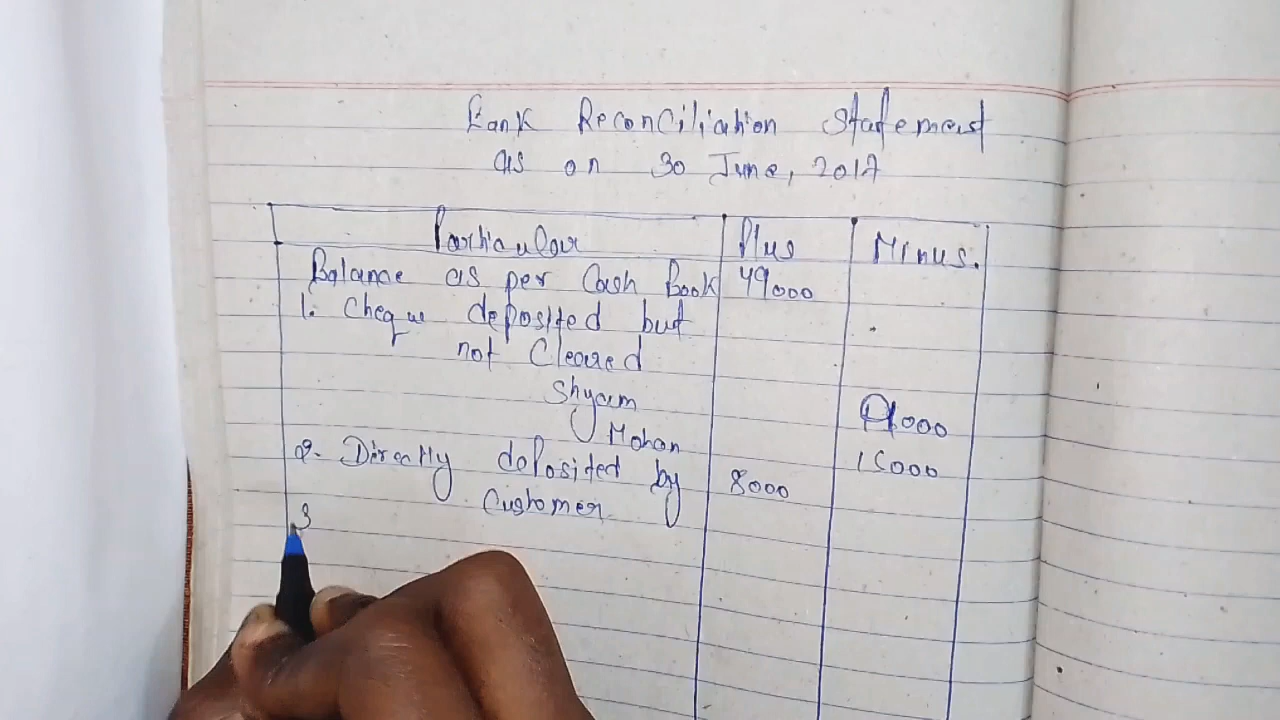 Bank Reconciliation Statement
as on 30 June, 2017
Particular Plus Minus.
Balance as per Cash Book 49000
1. Cheque deposited but
not Cleared
Shyam 000
Mohan 15000
2. Directly deposited by 8000
Customer
3